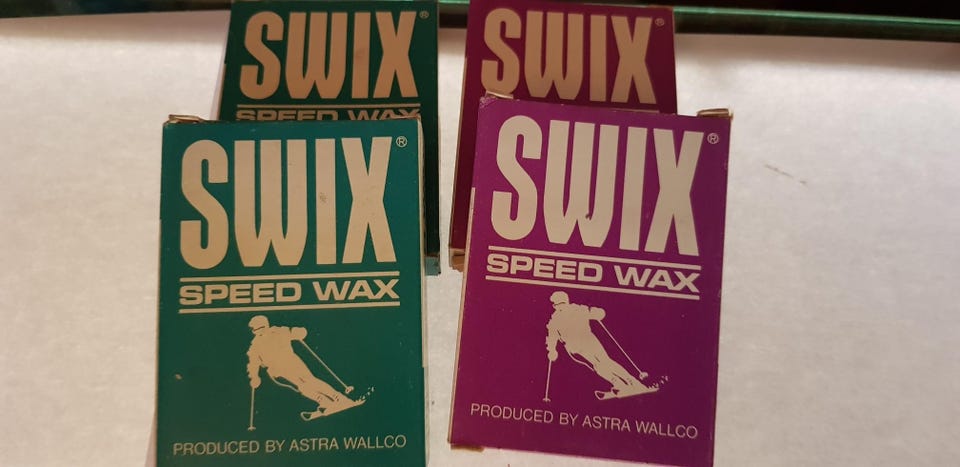 SWIX®
SPEED WAX
SWIX®
SWIX®
SPEED WAX
PRODUCED BY ASTRA WALLCO
SWIX®
SPEED WAX
PRODUCED BY ASTRA WALLCO